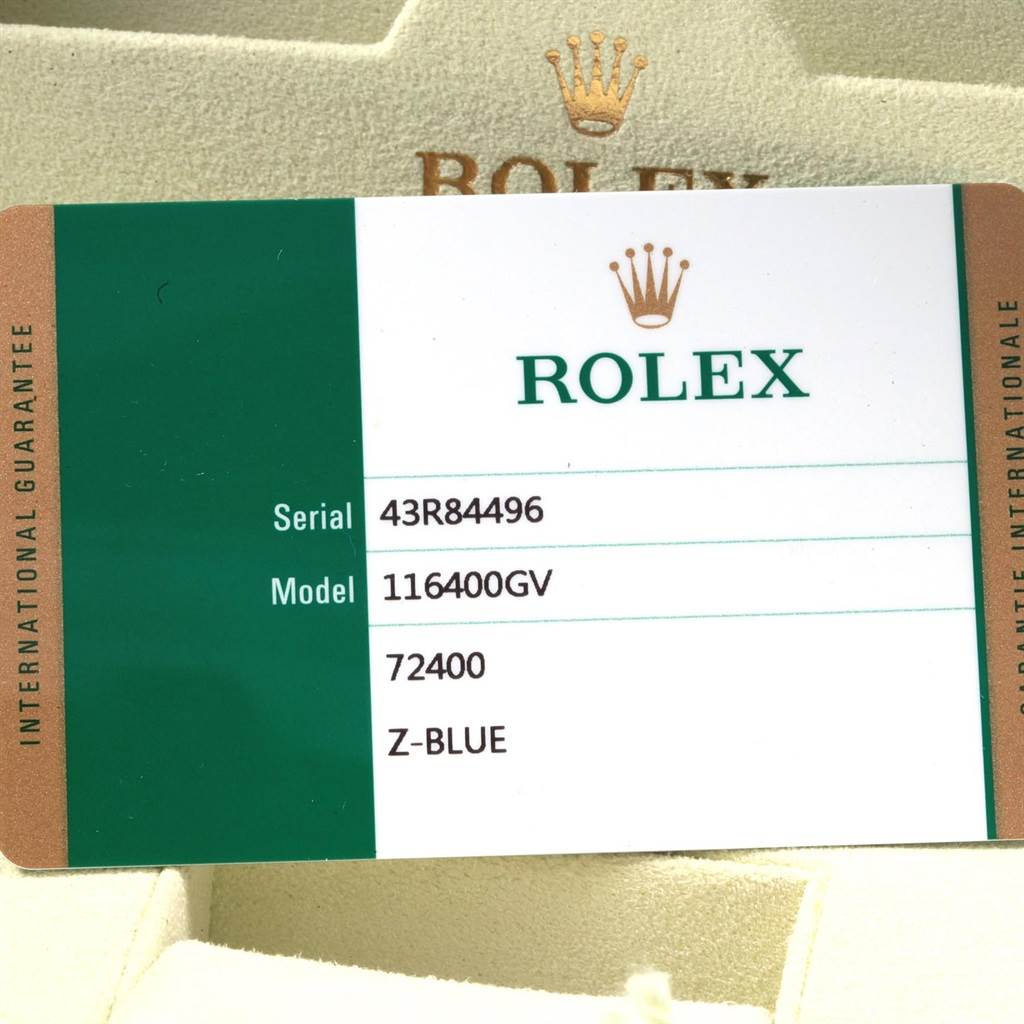 ROLEX
ROLEX
Serial 43R84496
Model 116400GV
72400
Z-BLUE
INTERNATIONAL GUARANTEE
GARANTIE INTERNATIONALE